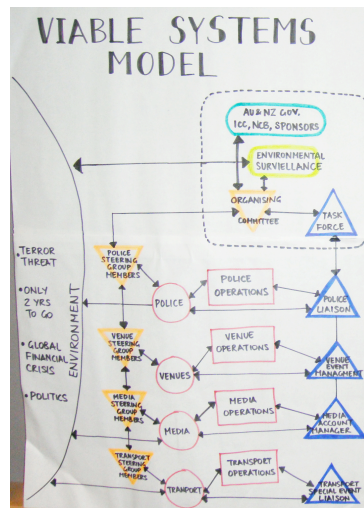 VIABLE SYSTEMS
MODEL
AU & NZ GOV.
ICC, NCB, SPONSORS
ENVIRONMENTAL
SURVIELLANCE
ORGANISING
COMMITTEE
TASK
FORCE
• TERROR
THREAT
• ONLY
2 YRS
TO GO
• GLOBAL
FINANCIAL
CRISIS
• POLITICS
ENVIRONMENT
POLICE
STEERING
GROUP
MEMBERS
POLICE
POLICE
OPERATIONS
POLICE
LIAISON
VENUE
STEERING
GROUP
MEMBERS
VENUES
VENUE
OPERATIONS
VENUE EVENT
MANAGMENT
MEDIA
STEERING
GROUP
MEMBERS
MEDIA
MEDIA
OPERATIONS
MEDIA
ACCOUNT
MANAGER
TRANSPORT
STEERING
GROUP
MEMBERS
TRANPORT
TRANSPORT
OPERATIONS
TRANSPORT
SPECIAL EVENT
LIAISON